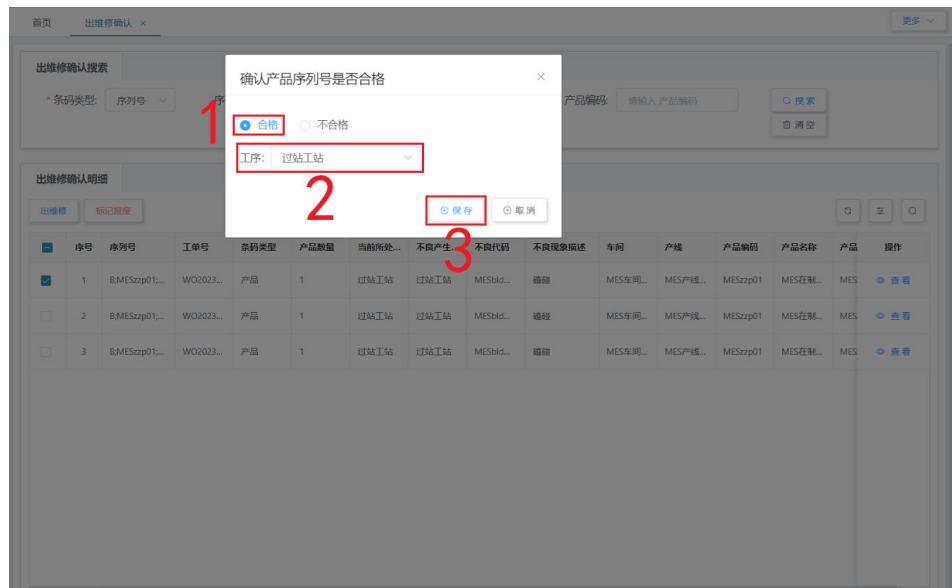 首页 出维修确认 × 更多
出维修确认搜索
* 条码类型: 序列号 序 产品编码: 请输入 产品编码 搜索
清空
确认产品序列号是否合格 ×
1
合格 不合格
工序: 过站工站
2
保存 取消
3
出维修确认明细
出维修 标记报废
序号 序列号 工单号 条码类型 产品数量 当前所处... 不良产生... 不良代码 不良现象描述 车间 产线 产品编码 产品名称 产品 操作
1 B;MESzzp01;... WO2023... 产品 1 过站工站 过站工站 MESbld... 磕碰 MES车间... MES产线... MESzzp01 MES在制... MES 查看
2 B;MESzzp01;... WO2023... 产品 1 过站工站 过站工站 MESbld... 磕碰 MES车间... MES产线... MESzzp01 MES在制... MES 查看
3 B;MESzzp01;... WO2023... 产品 1 过站工站 过站工站 MESbld... 磕碰 MES车间... MES产线... MESzzp01 MES在制... MES 查看